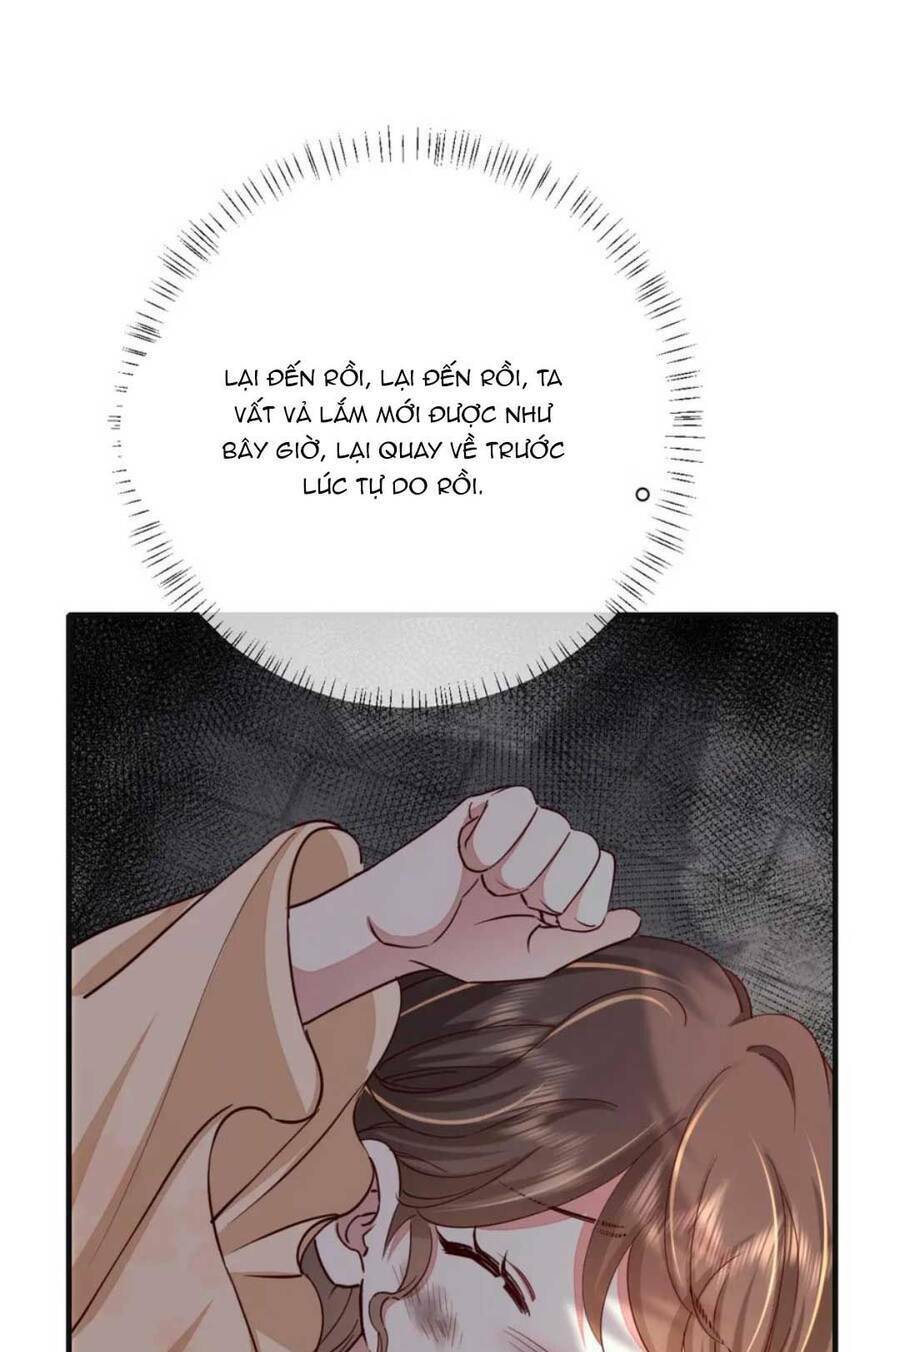 LẠI ĐẾN RỒI, LẠI ĐẾN RỒI, TA
VẤT VẢ LẮM MỚI ĐƯỢC NHƯ
BÂY GIỜ, LẠI QUAY VỀ TRƯỚC
LÚC TỰ DO RỒI.